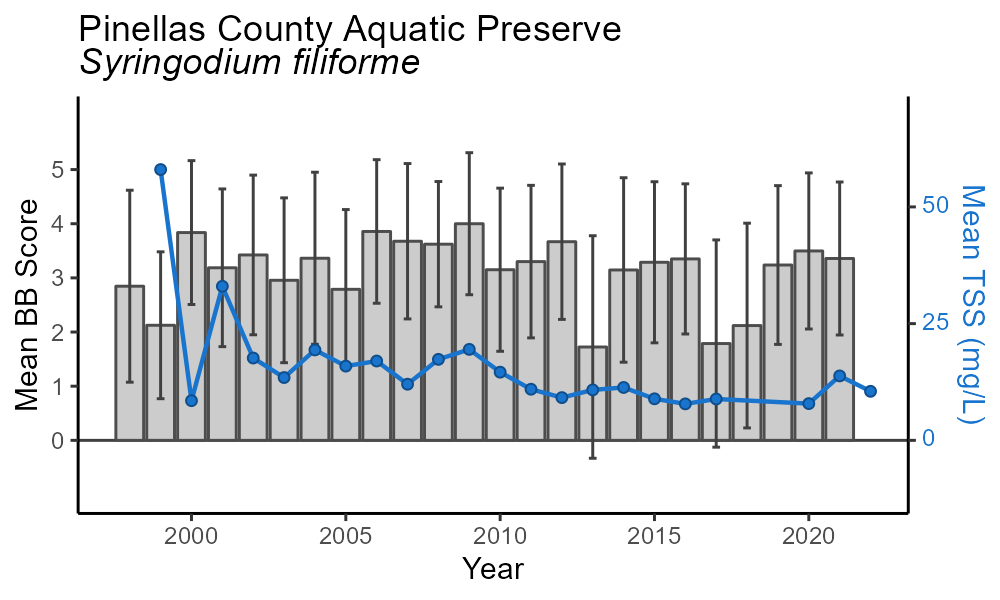 Pinellas County Aquatic Preserve
Syringodium filiforme
Mean BB Score
5
4
3
2
1
0
50
25
0
Mean TSS (mg/L)
2000 2005 2010 2015 2020
Year